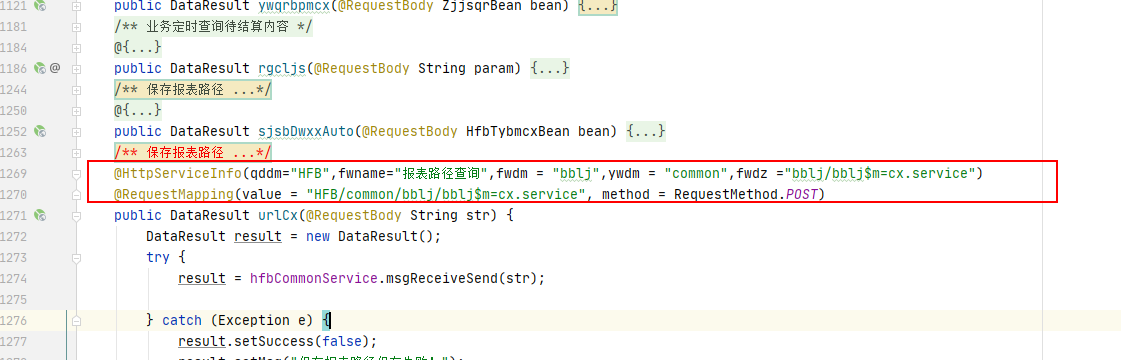 1121 public DataResult ywqrbpmcx(@RequestBody ZjjsqrBean bean) {...}
1181 /** 业务定时查询待结算内容 */
1184 @{...}
1186 @ public DataResult rgcljs(@RequestBody String param) {...}
1244 /** 保存报表路径 ...*/
1250 @{...}
1252 public DataResult sjsbDwxxAuto(@RequestBody HfbTybmcxBean bean) {...}
1263 /** 保存报表路径 ...*/
1269 @HttpServiceInfo(qddm="HFB",fwname="报表路径查询",fwdm = "bblj",ywdm = "common",fwdz ="bblj/bblj$m=cx.service")
1270 @RequestMapping(value = "HFB/common/bblj/bblj$m=cx.service", method = RequestMethod.POST)
1271 public DataResult urlCx(@RequestBody String str) {
1272 DataResult result = new DataResult();
1273 try {
1274 result = hfbCommonService.msgReceiveSend(str);
1275
1276 } catch (Exception e) {
1277 result.setSuccess(false);